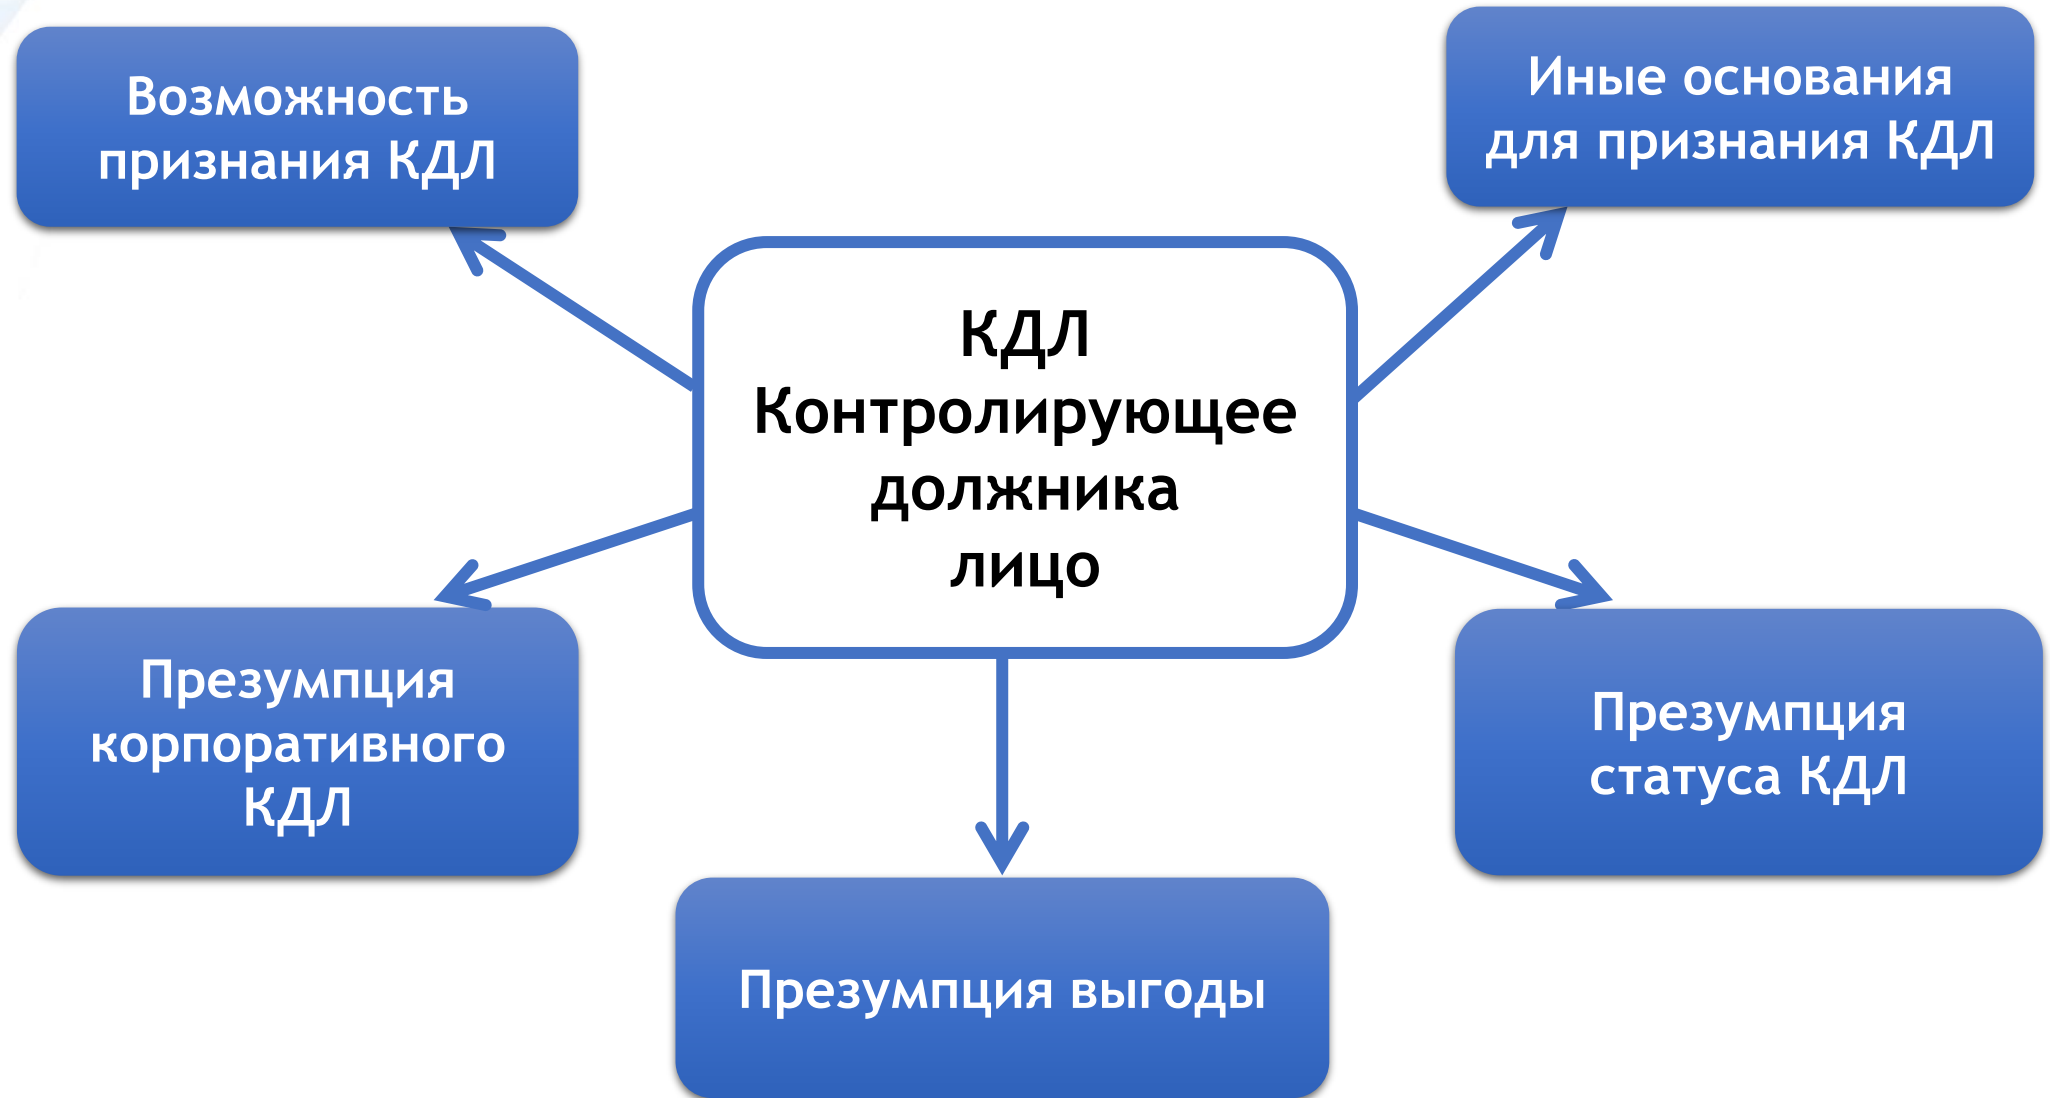 Возможность
признания КДЛ
Иные основания
для признания КДЛ
КДЛ
Контролирующее
должника
лицо
Презумпция
корпоративного
КДЛ
Презумпция
статуса КДЛ
Презумпция выгоды